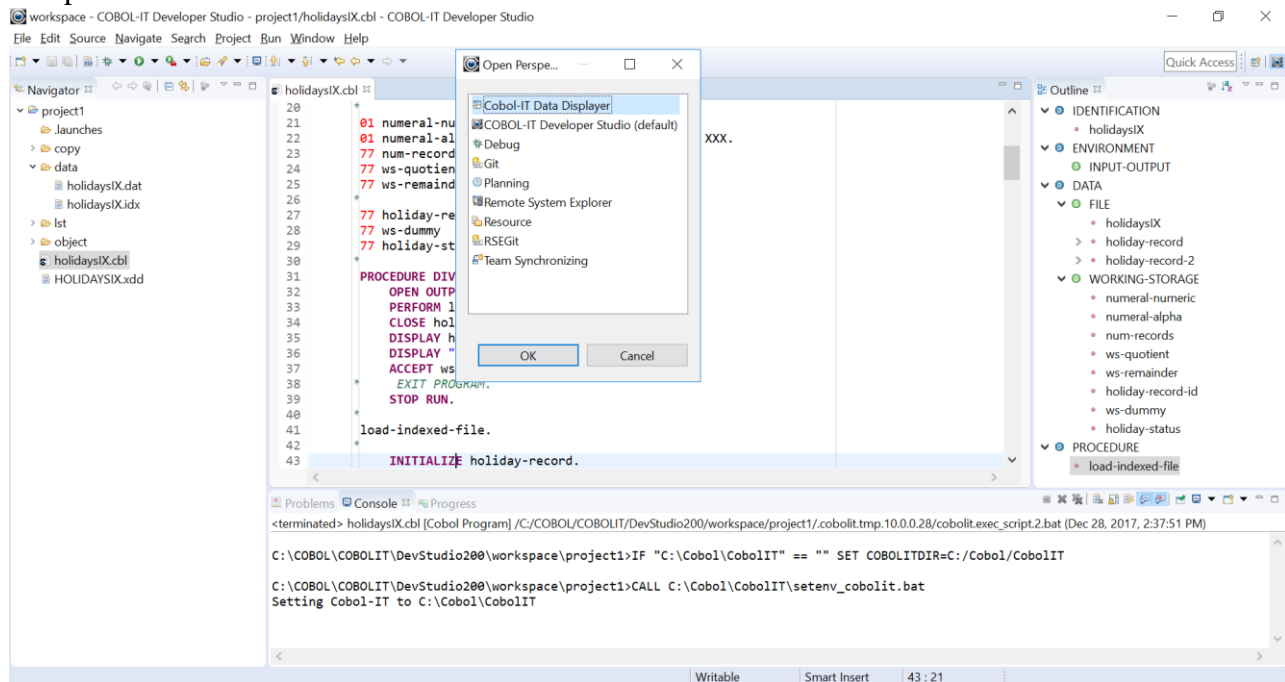 workspace - COBOL-IT Developer Studio - project1/holidaysIX.cbl - COBOL-IT Developer Studio
File Edit Source Navigate Search Project Run Window Help
Quick Access
Navigator
project1
.launches
copy
data
holidaysIX.dat
holidaysIX.idx
lst
object
holidaysIX.cbl
HOLIDAYSIX.xdd
holidaysIX.cbl
20 *
21 01 numeral-nu
22 01 numeral-al XXX.
23 77 num-record
24 77 ws-quotien
25 77 ws-remaind
26 *
27 77 holiday-re
28 77 ws-dummy
29 77 holiday-st
30 *
31 PROCEDURE DIV
32 OPEN OUTP
33 PERFORM l
34 CLOSE hol
35 DISPLAY h
36 DISPLAY "
37 ACCEPT ws
38 * EXIT PROGRAM.
39 STOP RUN.
40 *
41 load-indexed-file.
42 *
43 INITIALIZE holiday-record.
Open Perspe...
Cobol-IT Data Displayer
COBOL-IT Developer Studio (default)
Debug
Git
Planning
Remote System Explorer
Resource
RSEGit
Team Synchronizing
OK Cancel
Outline
IDENTIFICATION
holidaysIX
ENVIRONMENT
INPUT-OUTPUT
DATA
FILE
holidaysIX
holiday-record
holiday-record-2
WORKING-STORAGE
numeral-numeric
numeral-alpha
num-records
ws-quotient
ws-remainder
holiday-record-id
ws-dummy
holiday-status
PROCEDURE
load-indexed-file
Problems Console Progress
<terminated> holidaysIX.cbl [Cobol Program] /C:/COBOL/COBOLIT/DevStudio200/workspace/project1/.cobolit.tmp.10.0.0.28/cobolit.exec_script.2.bat (Dec 28, 2017, 2:37:51 PM)
C:\COBOL\COBOLIT\DevStudio200\workspace\project1>IF "C:\Cobol\CobolIT" == "" SET COBOLITDIR=C:/Cobol/CobolIT
C:\COBOL\COBOLIT\DevStudio200\workspace\project1>CALL C:\Cobol\CobolIT\setenv_cobolit.bat
Setting Cobol-IT to C:\Cobol\CobolIT
Writable Smart Insert 43 : 21